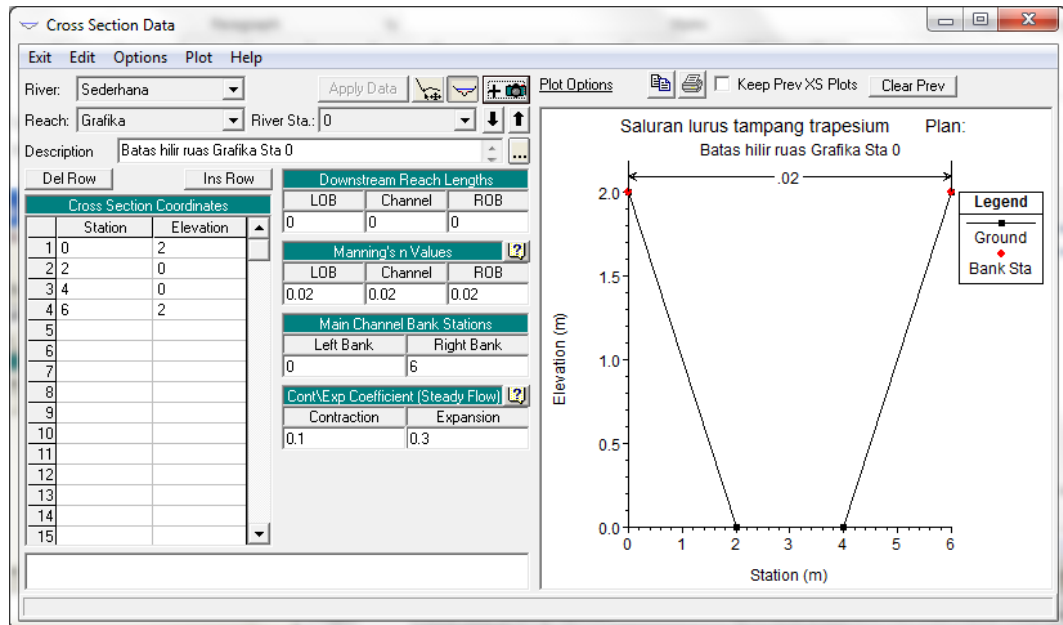 Cross Section Data
Exit Edit Options Plot Help
River: Sederhana Apply Data
Reach: Grafika River Sta.: 0
Description Batas hilir ruas Grafika Sta 0 ...
Del Row Ins Row
Cross Section Coordinates
Station Elevation
1 0 2
2 2 0
3 4 0
4 6 2
5
6
7
8
9
10
11
12
13
14
15
Downstream Reach Lengths
LOB Channel ROB
0 0 0
Manning's n Values
LOB Channel ROB
0.02 0.02 0.02
Main Channel Bank Stations
Left Bank Right Bank
0 6
Cont\Exp Coefficient (Steady Flow)
Contraction Expansion
0.1 0.3
Plot Options Keep Prev XS Plots Clear Prev
Saluran lurus tampang trapesium Plan:
Batas hilir ruas Grafika Sta 0
.02
Legend
Ground
Bank Sta
2.0
1.5
1.0
0.5
0.0
Elevation (m)
0 1 2 3 4 5 6
Station (m)